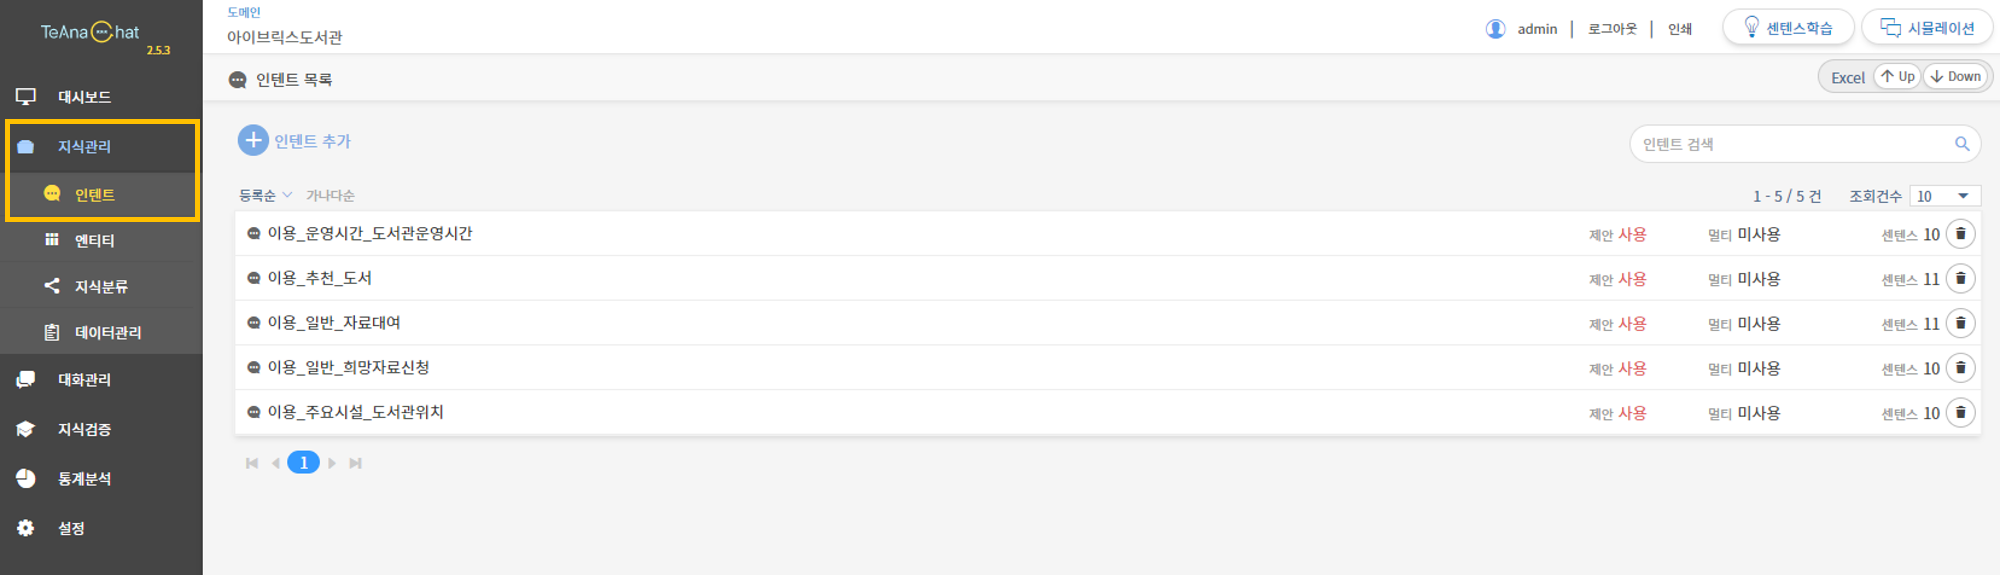 TeAna Chat
2.5.3
대시보드
지식관리
인텐트
엔티티
지식분류
데이터관리
대화관리
지식검증
통계분석
설정
도메인
아이브릭스도서관
admin | 로그아웃 | 인쇄
센텐스학습
시뮬레이션
인텐트 목록
Excel Up Down
인텐트 추가
인텐트 검색
등록순 가나다순
1 - 5 / 5 건 조회건수 10
이용_운영시간_도서관운영시간 제안 사용 멀티 미사용 센텐스 10
이용_추천_도서 제안 사용 멀티 미사용 센텐스 11
이용_일반_자료대여 제안 사용 멀티 미사용 센텐스 11
이용_일반_희망자료신청 제안 사용 멀티 미사용 센텐스 10
이용_주요시설_도서관위치 제안 사용 멀티 미사용 센텐스 10
1